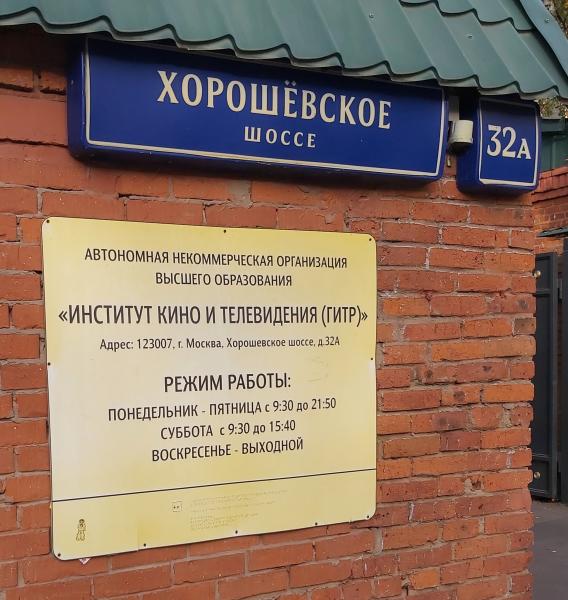 ХОРОШЁВСКОЕ
ШОССЕ
32А
АВТОНОМНАЯ НЕКОММЕРЧЕСКАЯ ОРГАНИЗАЦИЯ
ВЫСШЕГО ОБРАЗОВАНИЯ
«ИНСТИТУТ КИНО И ТЕЛЕВИДЕНИЯ (ГИТР)»
Адрес: 123007, г. Москва, Хорошевское шоссе, д.32А
РЕЖИМ РАБОТЫ:
ПОНЕДЕЛЬНИК - ПЯТНИЦА с 9:30 до 21:50
СУББОТА с 9:30 до 15:40
ВОСКРЕСЕНЬЕ - ВЫХОДНОЙ